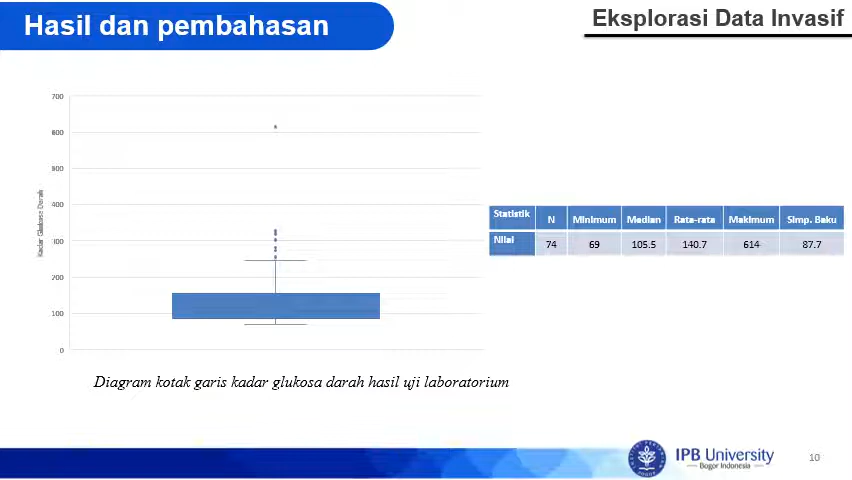 Hasil dan pembahasan
Eksplorasi Data Invasif
700
600
500
400
300
200
100
0
Kadar Glukosa Darah
Statistik N Minimum Median Rata-rata Maksimum Simp. Baku
Nilai 74 69 105.5 140.7 614 87.7
Diagram kotak garis kadar glukosa darah hasil uji laboratorium
IPB University
Bogor Indonesia
10